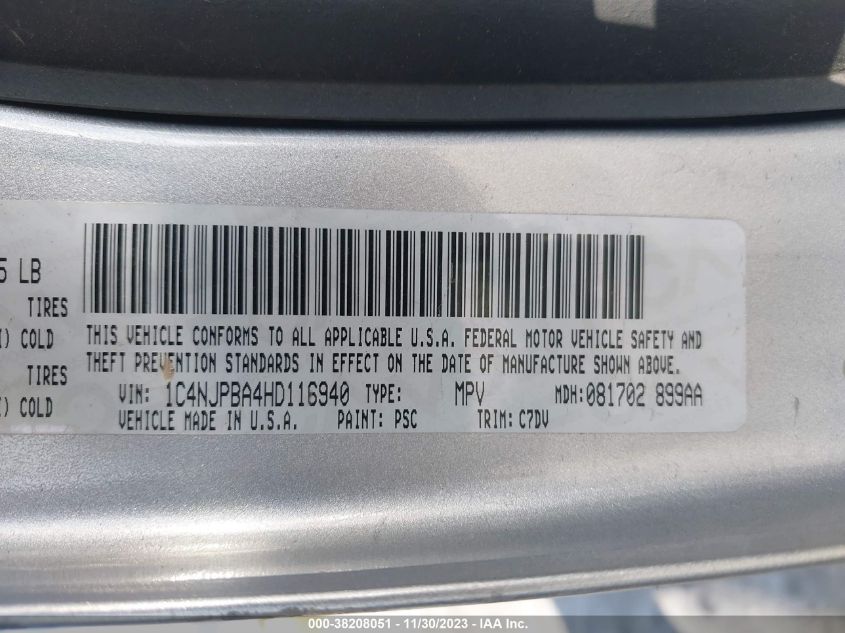 5 LB
TIRES
) COLD
TIRES
) COLD
THIS VEHICLE CONFORMS TO ALL APPLICABLE U.S.A. FEDERAL MOTOR VEHICLE SAFETY AND
THEFT PREVENTION STANDARDS IN EFFECT ON THE DATE OF MANUFACTURE SHOWN ABOVE.
VIN: 1C4NJPBA4HD116940 TYPE: MPV MDH:081702 899AA
VEHICLE MADE IN U.S.A. PAINT: PSC TRIM: C7DV
000-38208051 - 11/30/2023 - IAA Inc.